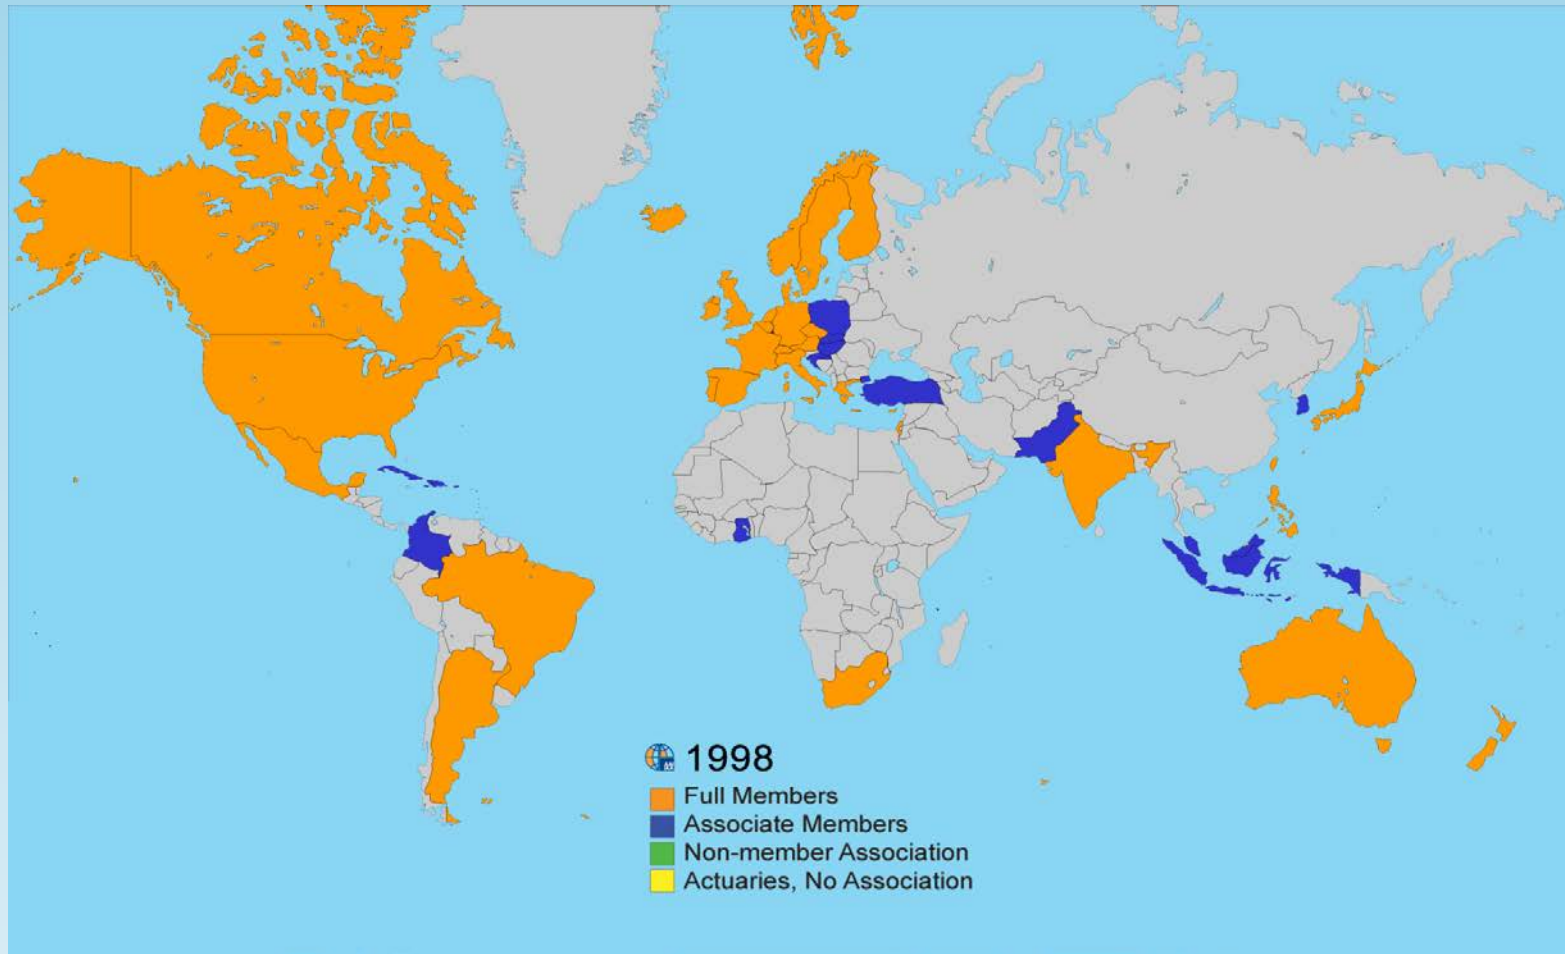 1998
Full Members
Associate Members
Non-member Association
Actuaries, No Association